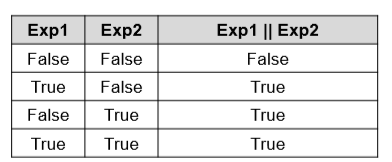 Exp1 Exp2 Exp1 || Exp2
False False False
True False True
False True True
True True True